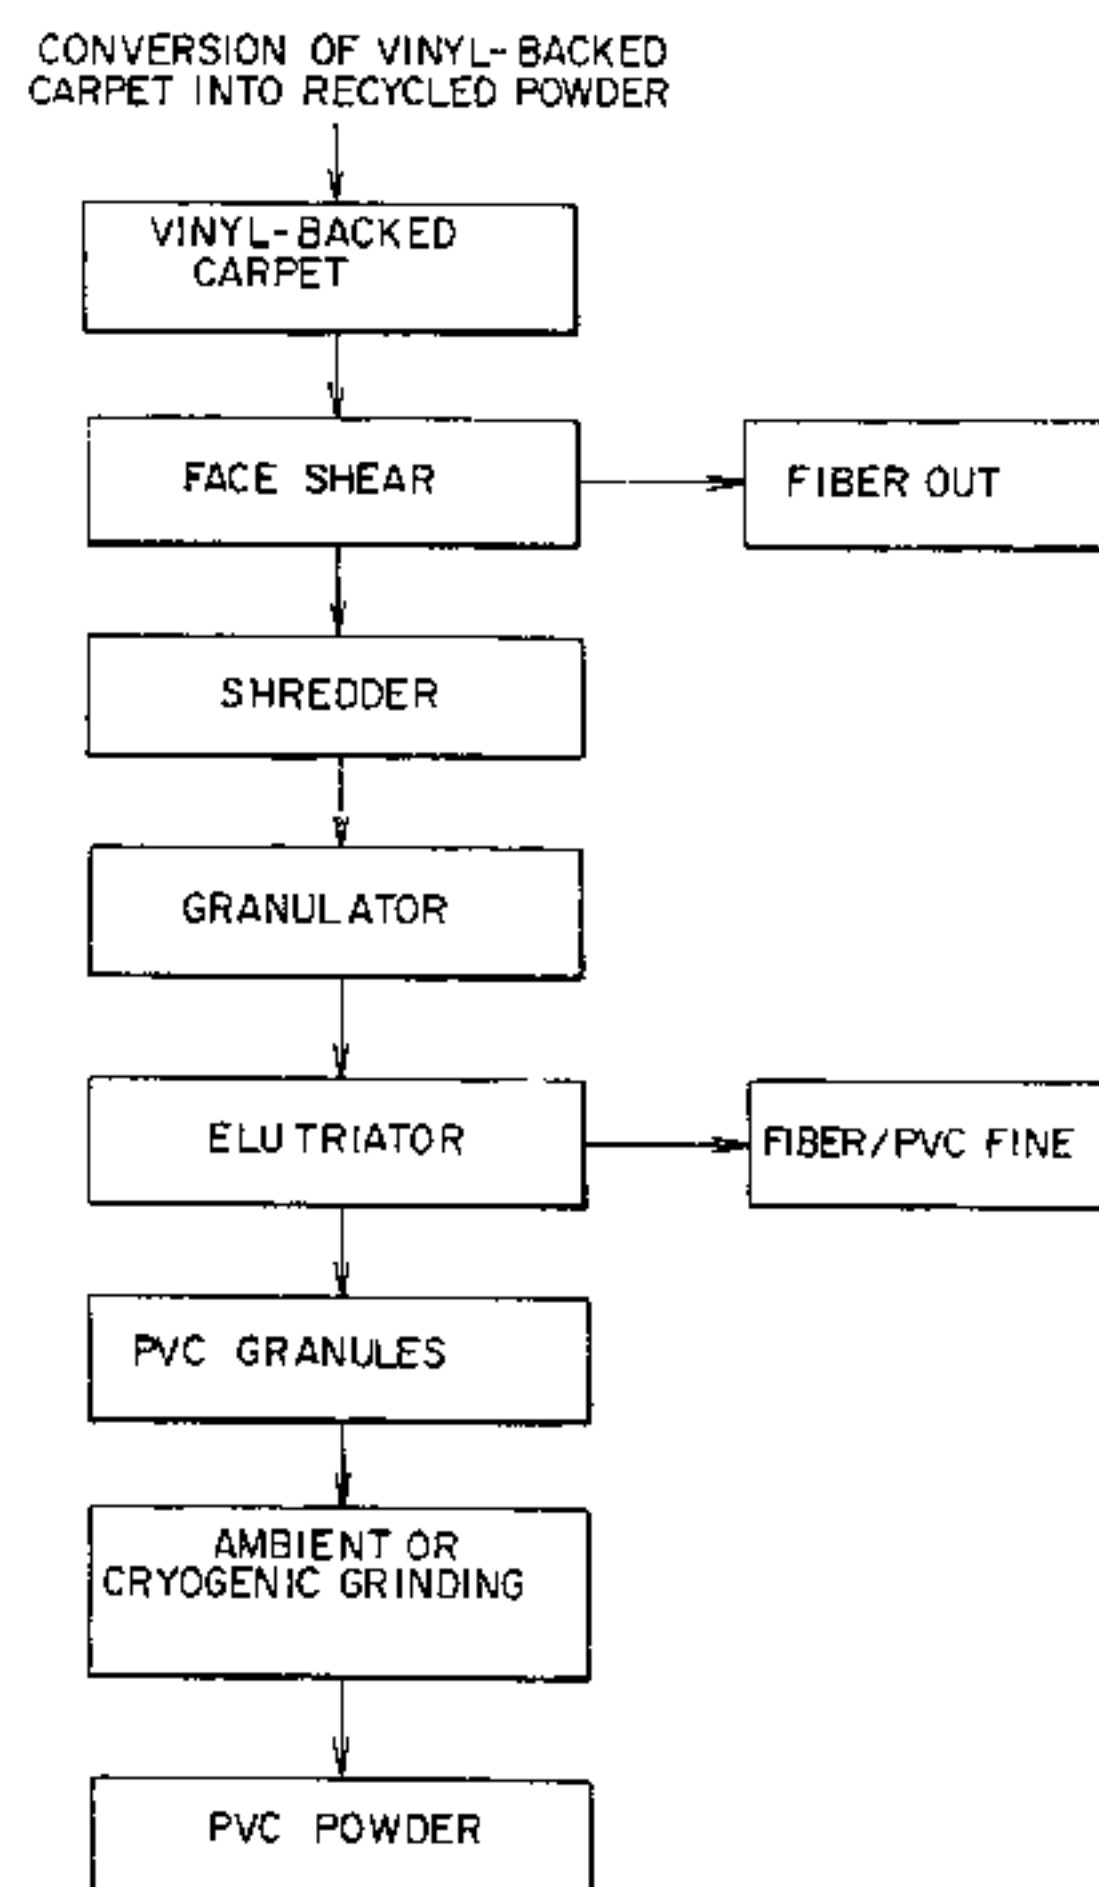 CONVERSION OF VINYL-BACKED
CARPET INTO RECYCLED POWDER
VINYL-BACKED
CARPET
FACE SHEAR
FIBER OUT
SHREDDER
GRANULATOR
ELUTRIATOR
FIBER/PVC FINE
PVC GRANULES
AMBIENT OR
CRYOGENIC GRINDING
PVC POWDER